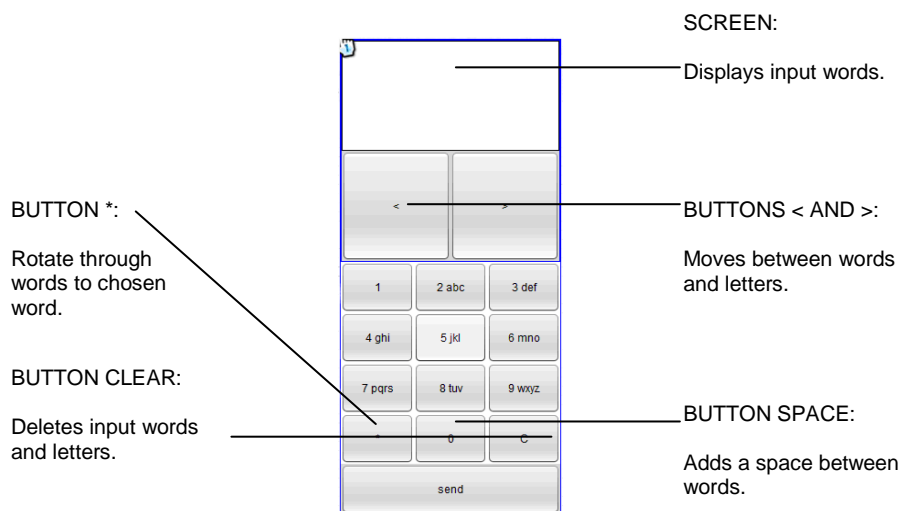 SCREEN:
Displays input words.
BUTTON *:
Rotate through
words to chosen
word.
BUTTON CLEAR:
Deletes input words
and letters.
< >
1 2 abc 3 def
4 ghi 5 jkl 6 mno
7 pqrs 8 tuv 9 wxyz
* 0 C
send
BUTTONS < AND >:
Moves between words
and letters.
BUTTON SPACE:
Adds a space between
words.